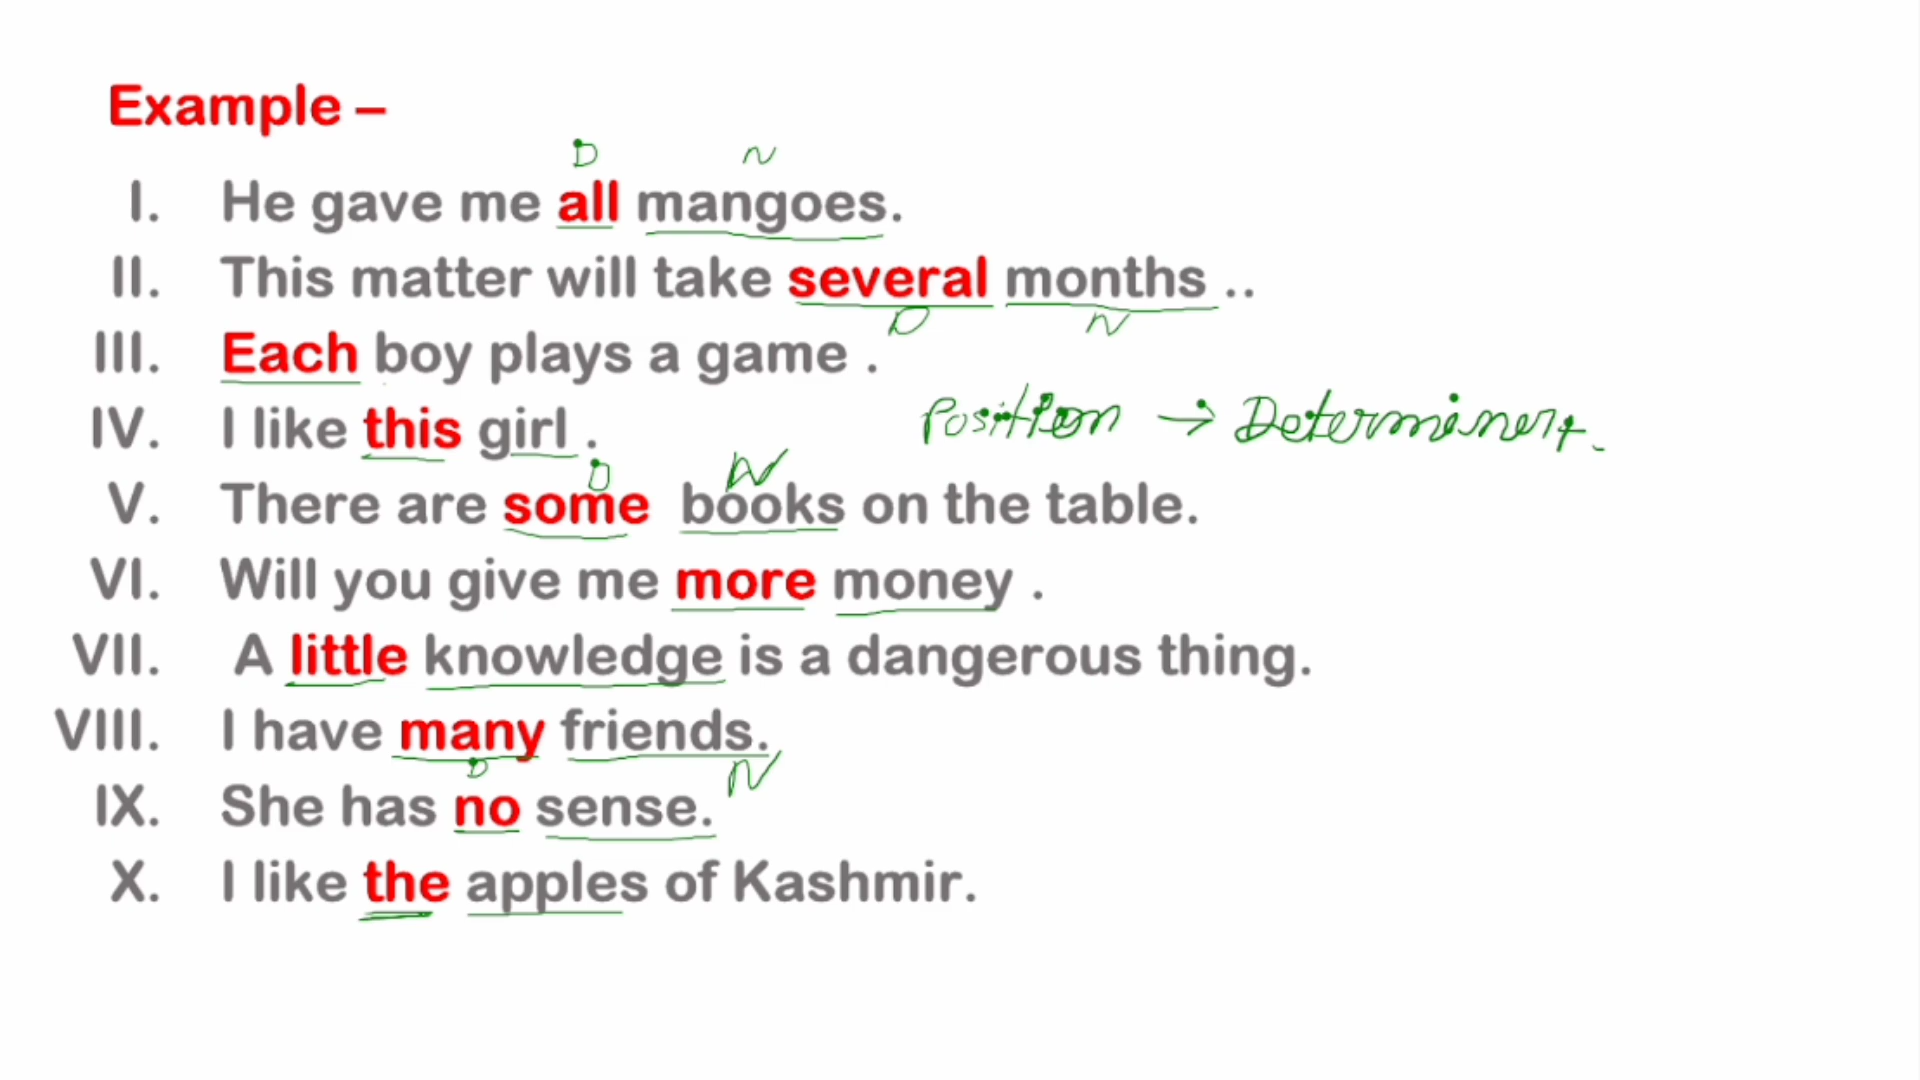 Example –
D N
I. He gave me all mangoes.
II. This matter will take several months ..
D N
III. Each boy plays a game .
Position → Determiner+.
IV. I like this girl .
D N
V. There are some books on the table.
VI. Will you give me more money .
VII. A little knowledge is a dangerous thing.
VIII. I have many friends.
D N
IX. She has no sense.
X. I like the apples of Kashmir.